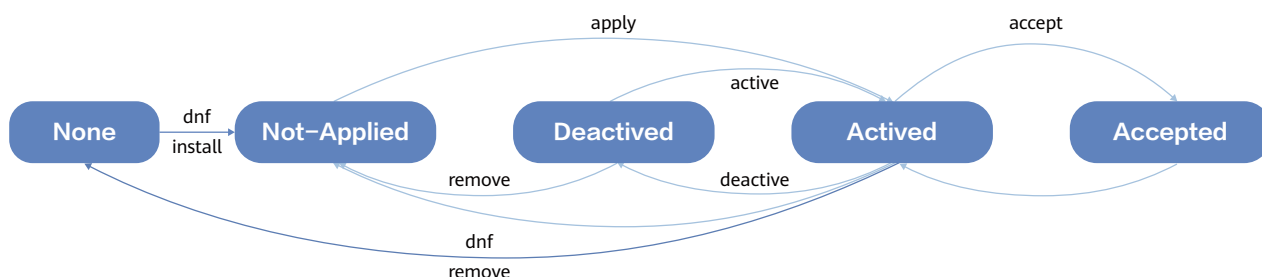 apply
accept
active
None
dnf
install
Not-Applied
Deactived
Actived
Accepted
remove
deactive
dnf
remove